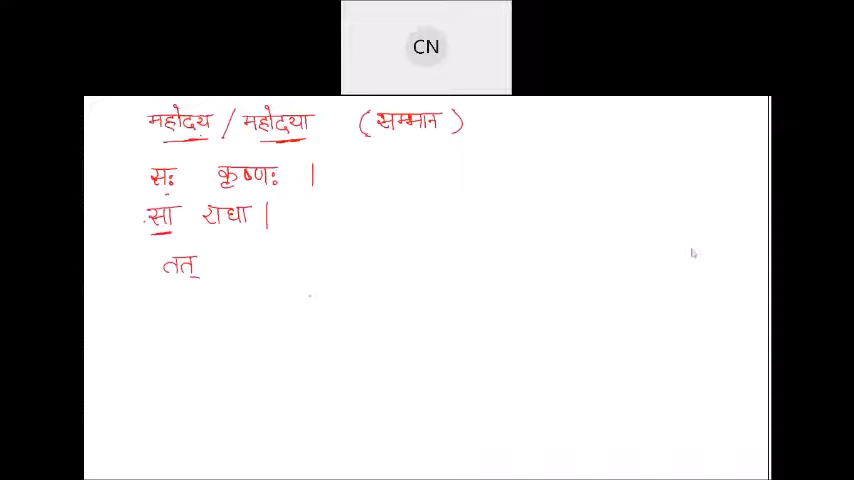 CN
महोदय / महोदया (सम्मान)
सः कृष्णः |
सा राधा |
तत्